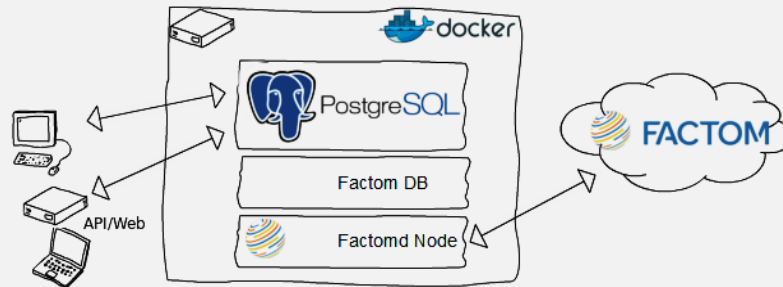 docker
PostgreSQL
FACTOM
Factom DB
API/Web
Factomd Node